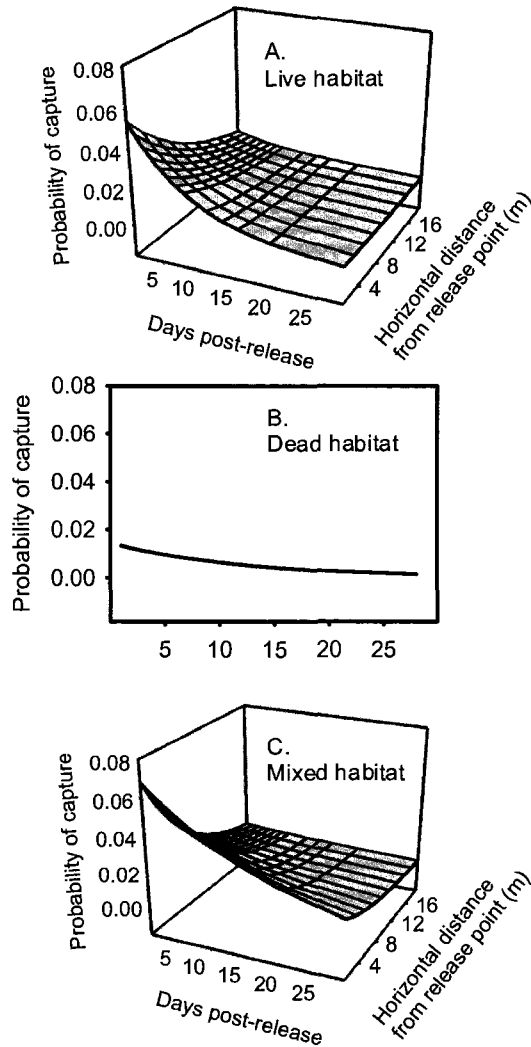 A.
Live habitat
Probability of capture
0.08
0.06
0.04
0.02
0.00
5
10
15
20
25
Days post-release
4
8
12
16
Horizontal distance
from release point (m)
B.
Dead habitat
Probability of capture
0.08
0.06
0.04
0.02
0.00
5
10
15
20
25
C.
Mixed habitat
Probability of capture
0.08
0.06
0.04
0.02
0.00
5
10
15
20
25
Days post-release
4
8
12
16
Horizontal distance
from release point (m)